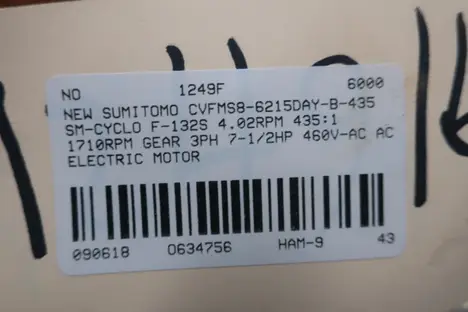 NO 1249F 6000
NEW SUMITOMO CVFMS8-6215DAY-B-435
SM-CYCLO F-132S 4.02RPM 435:1
1710RPM GEAR 3PH 7-1/2HP 460V-AC AC
ELECTRIC MOTOR
090618 0634756 HAM-9 43